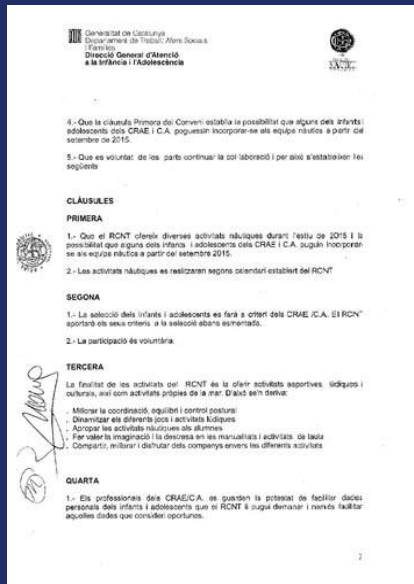 Generalitat de Catalunya
Departament de Treball, Afers Socials
i Famílies
Direcció General d'Atenció
a la Infància i l'Adolescència
4.- Que la clàusula Primera del Conveni establia la possibilitat que alguns dels infants i
adolescents dels CRAE i C.A. poguessin incorporar-se als equips nàutics a partir del
setembre de 2015.
5.- Que es voluntat de les parts continuar la col·laboració i per això s'estableixen les
següents
CLÀUSULES
PRIMERA
1.- Que el RCNT ofereix diverses activitats nàutiques durant l'estiu de 2015 i la
possibilitat que alguns dels infants i adolescents dels CRAE i C.A. puguin incorporar-
se als equips nàutics a partir del setembre 2015.
2.- Les activitats nàutiques es realitzaran segons calendari establert del RCNT
SEGONA
1.- La selecció dels infants i adolescents es farà a criteri dels CRAE /C.A. El RCNT
aportarà els seus criteris a la selecció abans esmentada.
2.- La participació és voluntària.
TERCERA
La finalitat de les activitats del RCNT és la oferir activitats esportives, lúdiques i
culturals, així com activitats pròpies de la mar. D'això se'n deriva:
. Millorar la coordinació, equilibri i control postural
. Dinamitzar els diferents jocs i activitats lúdiques
. Apropar les activitats nàutiques als alumnes
. Fer valer la imaginació i la destresa en les manualitats i activitats de taula
. Compartir, millorar i disfrutar dels companys envers les diferents activitats
QUARTA
1.- Els professionals dels CRAE/C.A. es guarden la potestat de facilitar dades
personals dels infants i adolescents que el RCNT li pugui demanar i només facilitar
aquelles dades que consideri oportunes.
2